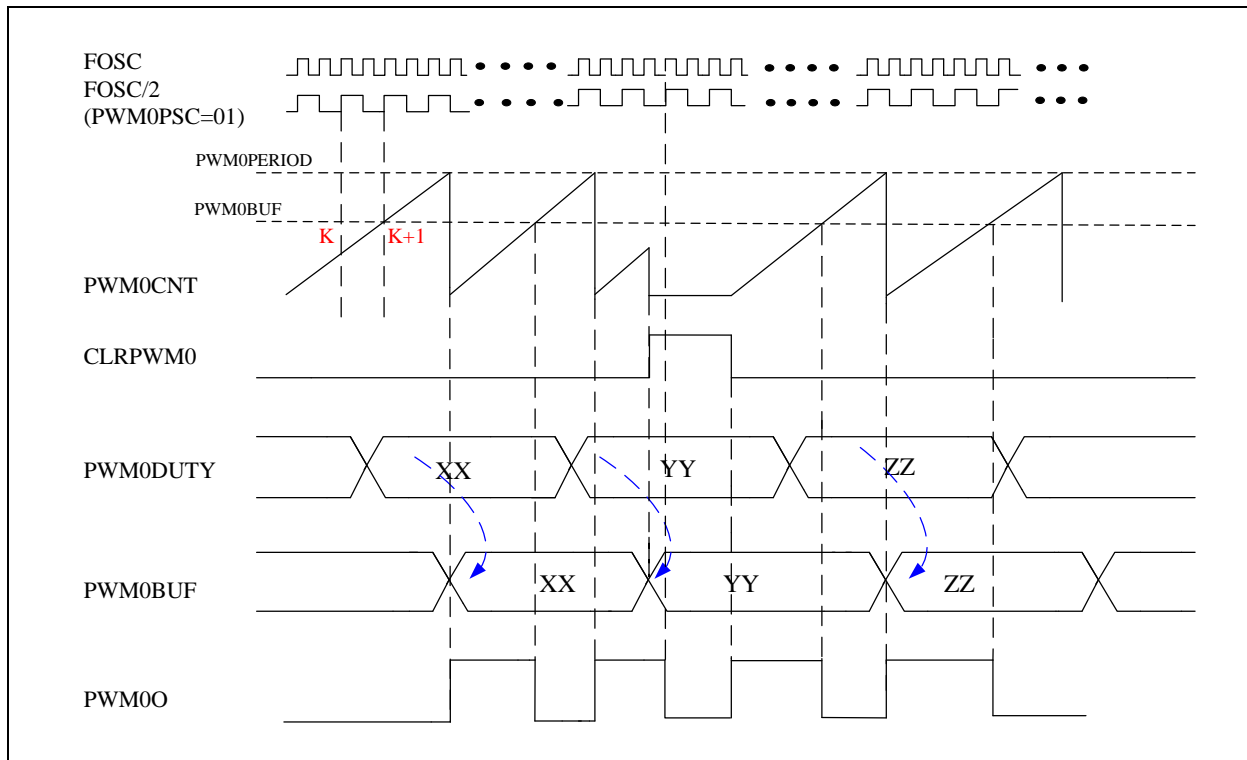 FOSC
FOSC/2
(PWM0PSC=01)
PWM0PERIOD
PWM0BUF
K
K+1
PWM0CNT
CLRPWM0
PWM0DUTY
XX
YY
ZZ
PWM0BUF
XX
YY
ZZ
PWM0O